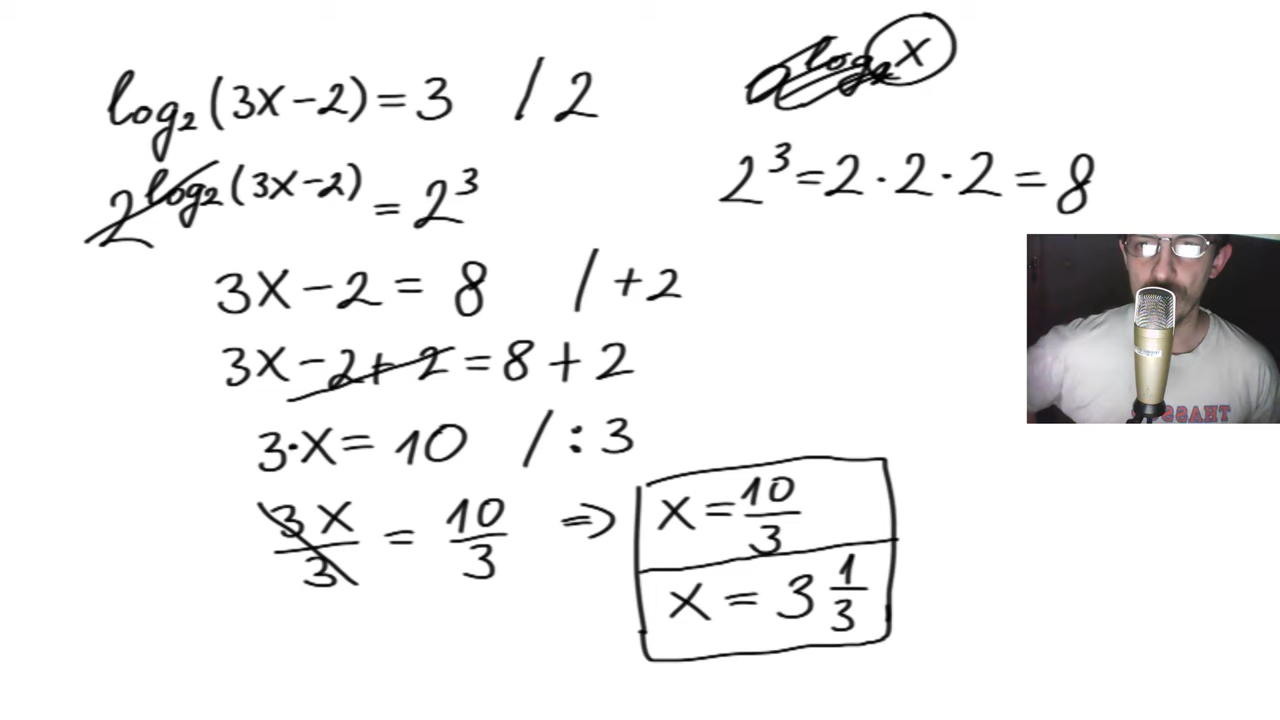 log₂(3x-2)=3 /2
2^log₂(3x-2) = 2³
3x-2= 8 /+2
3x-2+2=8+2
3·x= 10 /:3
3x/3 = 10/3 => x=10/3
x = 3 1/3
a^logₐx
2³=2·2·2=8